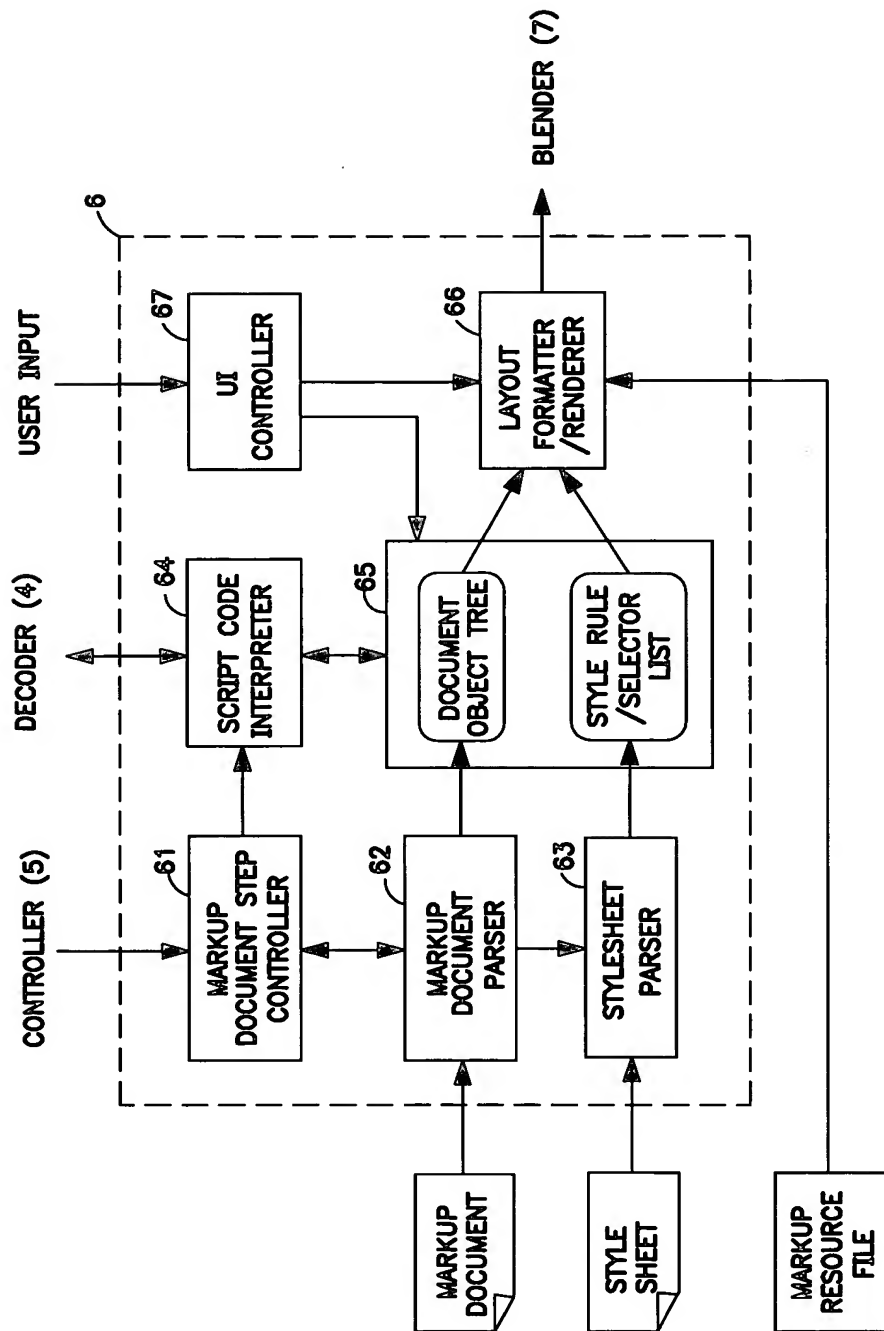 CONTROLLER (5)
DECODER (4)
USER INPUT
6
61
MARKUP
DOCUMENT STEP
CONTROLLER
64
SCRIPT CODE
INTERPRETER
67
UI
CONTROLLER
MARKUP
DOCUMENT
62
MARKUP
DOCUMENT
PARSER
65
DOCUMENT
OBJECT TREE
66
LAYOUT
FORMATTER
/RENDERER
BLENDER (7)
STYLE
SHEET
63
STYLESHEET
PARSER
STYLE RULE
/SELECTOR
LIST
MARKUP
RESOURCE
FILE